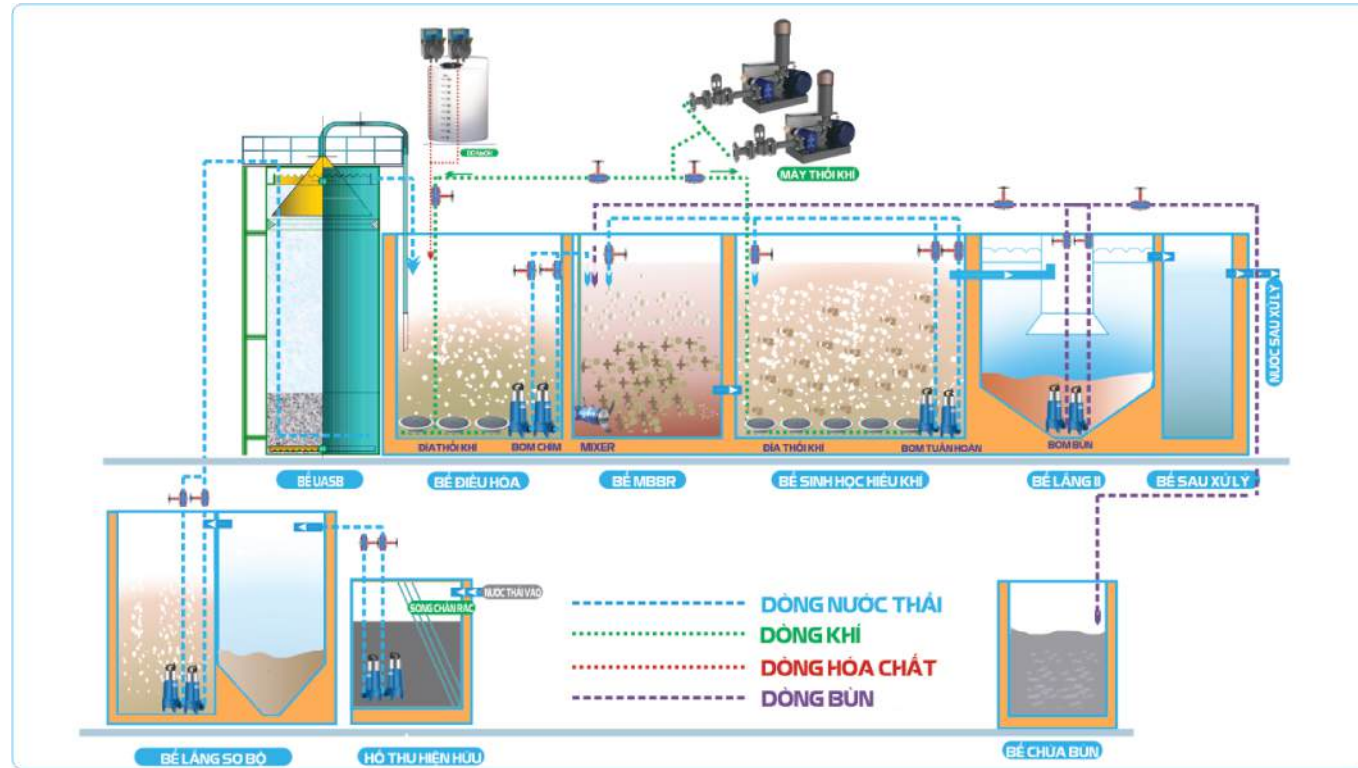 MÁY THỔI KHÍ
NƯỚC SAU XỬ LÝ
ĐĨA THỔI KHÍ
BƠM CHÌM
MIXER
ĐĨA THỔI KHÍ
BƠM TUẦN HOÀN
BƠM BÙN
BỂ UASB
BỂ ĐIỀU HÒA
BỂ MBBR
BỂ SINH HỌC HIẾU KHÍ
BỂ LẮNG II
BỂ SAU XỬ LÝ
NƯỚC THẢI VÀO
SONG CHẮN RÁC
DÒNG NƯỚC THẢI
DÒNG KHÍ
DÒNG HÓA CHẤT
DÒNG BÙN
BỂ LẮNG SƠ BỘ
HỐ THU HIỆN HỮU
BỂ CHỨA BÙN